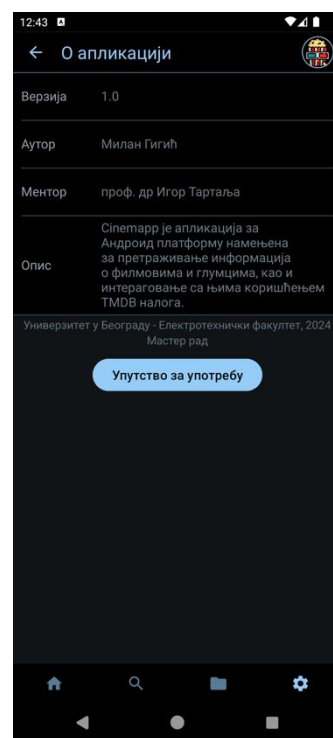 12:43
О апликацији
Верзија 1.0
Аутор Милан Гигић
Ментор проф. др Игор Тартаља
Опис Cinemapp је апликација за
Андроид платформу намењена
за претраживање информација
о филмовима и глумцима, као и
интераговање са њима коришћењем
TMDB налога.
Универзитет у Београду - Електротехнички факултет, 2024
Мастер рад
Упутство за употребу